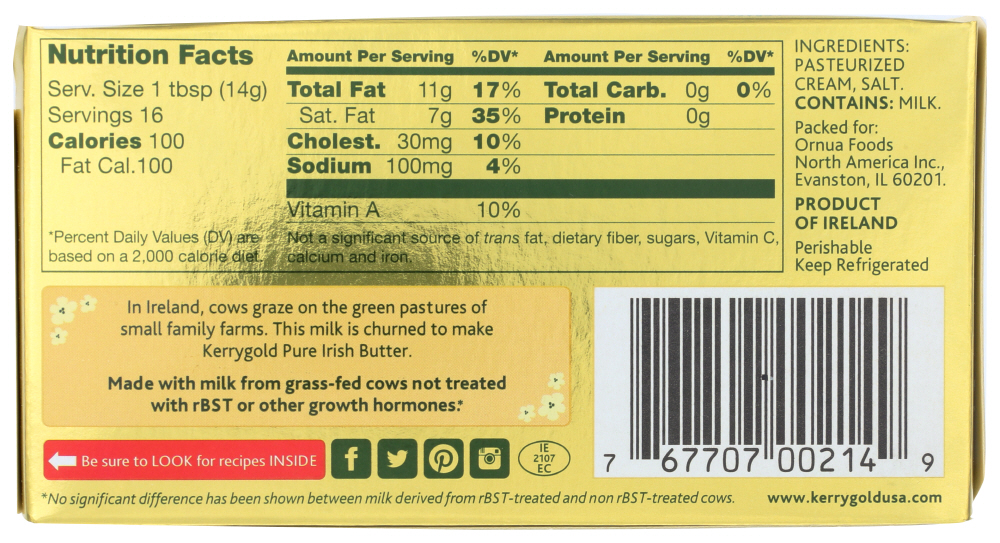 Nutrition Facts
Serv. Size 1 tbsp (14g)
Servings 16
Calories 100
Fat Cal.100
*Percent Daily Values (DV) are
based on a 2,000 calorie diet.
Amount Per Serving %DV* Amount Per Serving %DV*
Total Fat 11g 17% Total Carb. 0g 0%
Sat. Fat 7g 35% Protein 0g
Cholest. 30mg 10%
Sodium 100mg 4%
Vitamin A 10%
Not a significant source of trans fat, dietary fiber, sugars, Vitamin C,
calcium and iron.
INGREDIENTS:
PASTEURIZED
CREAM, SALT.
CONTAINS: MILK.
Packed for:
Ornua Foods
North America Inc.,
Evanston, IL 60201.
PRODUCT
OF IRELAND
Perishable
Keep Refrigerated
In Ireland, cows graze on the green pastures of
small family farms. This milk is churned to make
Kerrygold Pure Irish Butter.
Made with milk from grass-fed cows not treated
with rBST or other growth hormones.*
Be sure to LOOK for recipes INSIDE
IE
2107
EC
7 67707 00214 9
*No significant difference has been shown between milk derived from rBST-treated and non rBST-treated cows.
www.kerrygoldusa.com